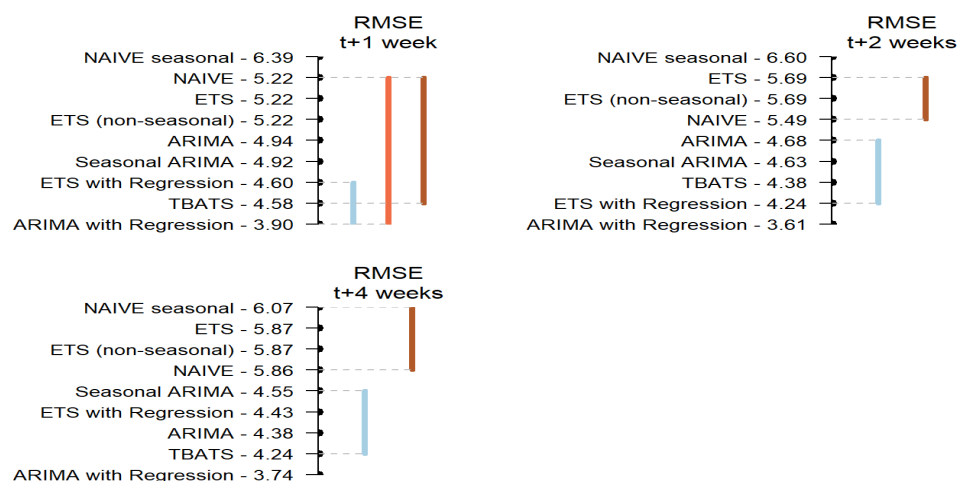 RMSE
t+1 week
NAIVE seasonal - 6.39
NAIVE - 5.22
ETS - 5.22
ETS (non-seasonal) - 5.22
ARIMA - 4.94
Seasonal ARIMA - 4.92
ETS with Regression - 4.60
TBATS - 4.58
ARIMA with Regression - 3.90
RMSE
t+2 weeks
NAIVE seasonal - 6.60
ETS - 5.69
ETS (non-seasonal) - 5.69
NAIVE - 5.49
ARIMA - 4.68
Seasonal ARIMA - 4.63
TBATS - 4.38
ETS with Regression - 4.24
ARIMA with Regression - 3.61
RMSE
t+4 weeks
NAIVE seasonal - 6.07
ETS - 5.87
ETS (non-seasonal) - 5.87
NAIVE - 5.86
Seasonal ARIMA - 4.55
ETS with Regression - 4.43
ARIMA - 4.38
TBATS - 4.24
ARIMA with Regression - 3.74